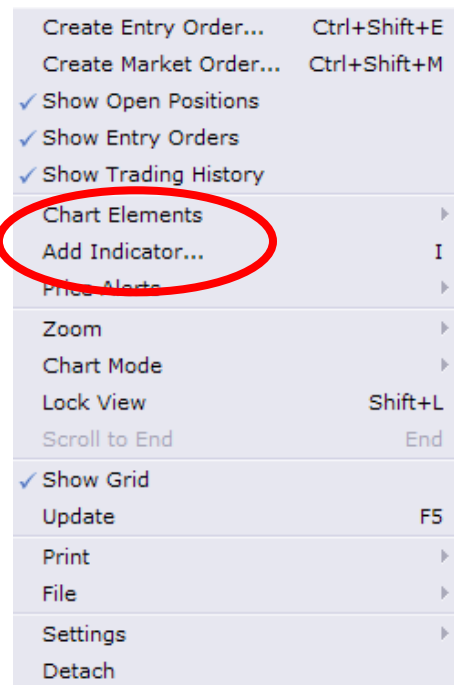 Create Entry Order... Ctrl+Shift+E
Create Market Order... Ctrl+Shift+M
✓ Show Open Positions
✓ Show Entry Orders
✓ Show Trading History
Chart Elements
Add Indicator... I
Price Alerts
Zoom
Chart Mode
Lock View Shift+L
Scroll to End End
✓ Show Grid
Update F5
Print
File
Settings
Detach